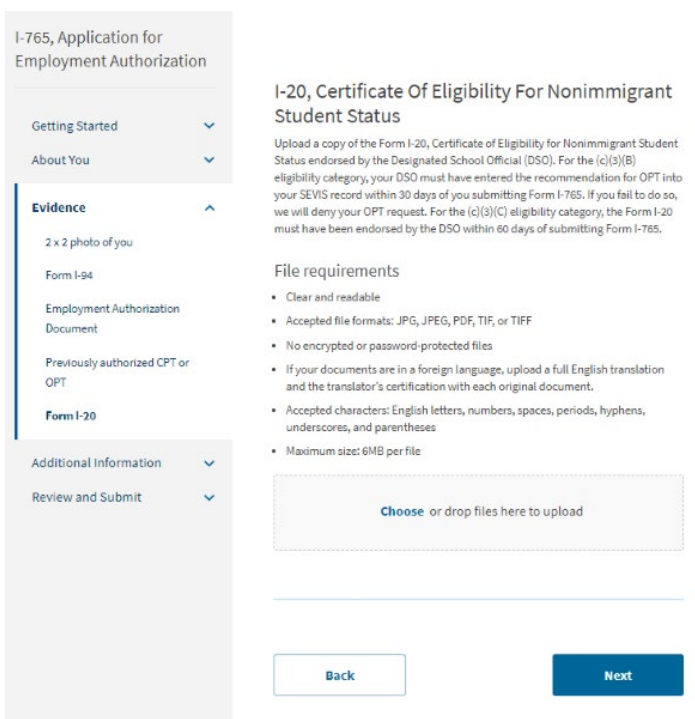 I-765, Application for
Employment Authorization
Getting Started
About You
Evidence
2 x 2 photo of you
Form I-94
Employment Authorization
Document
Previously authorized CPT or
OPT
Form I-20
Additional Information
Review and Submit
I-20, Certificate Of Eligibility For Nonimmigrant
Student Status
Upload a copy of the Form I-20, Certificate of Eligibility for Nonimmigrant Student
Status endorsed by the Designated School Official (DSO). For the (c)(3)(B)
eligibility category, your DSO must have entered the recommendation for OPT into
your SEVIS record within 30 days of you submitting Form I-765. If you fail to do so,
we will deny your OPT request. For the (c)(3)(C) eligibility category, the Form I-20
must have been endorsed by the DSO within 60 days of submitting Form I-765.
File requirements
• Clear and readable
• Accepted file formats: JPG, JPEG, PDF, TIF, or TIFF
• No encrypted or password-protected files
• If your documents are in a foreign language, upload a full English translation
and the translator's certification with each original document.
• Accepted characters: English letters, numbers, spaces, periods, hyphens,
underscores, and parentheses
• Maximum size: 6MB per file
Choose or drop files here to upload
Back
Next